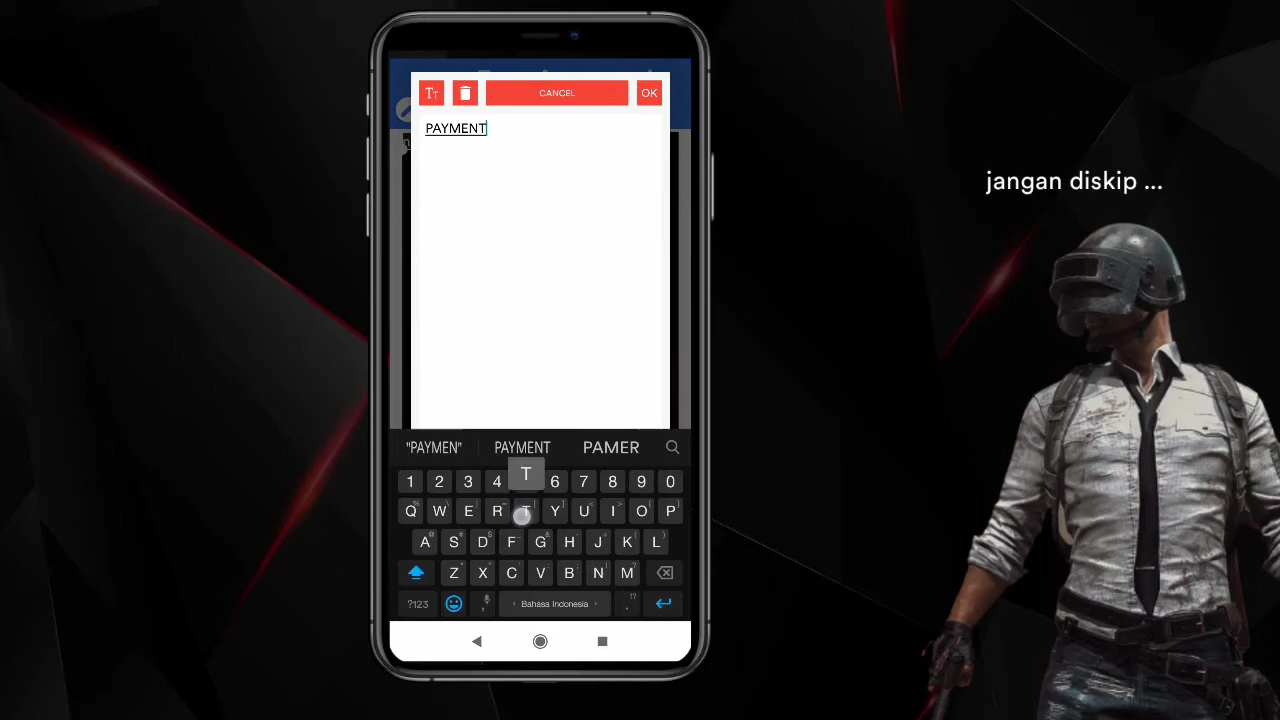 jangan diskip ...
Tт CANCEL OK
PAYMENT
"PAYMEN" PAYMENT PAMER
T
1 2 3 4 6 7 8 9 0
Q W E R T Y U I O P
A S D F G H J K L
Z X C V B N M
?123 , Bahasa Indonesia . !?